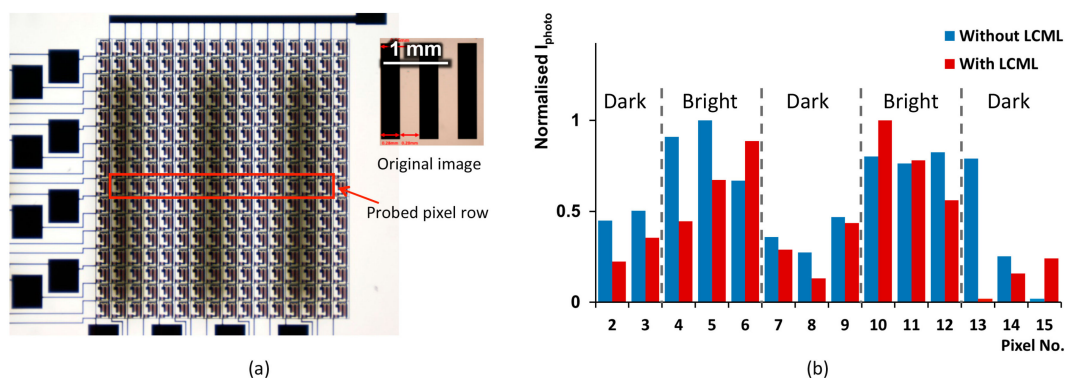 1 mm
Original image
Probed pixel row
(a)
Normalised I_photo
Without LCML
With LCML
Dark
Bright
Dark
Bright
Dark
1
0.5
0
2 3 4 5 6 7 8 9 10 11 12 13 14 15
Pixel No.
(b)